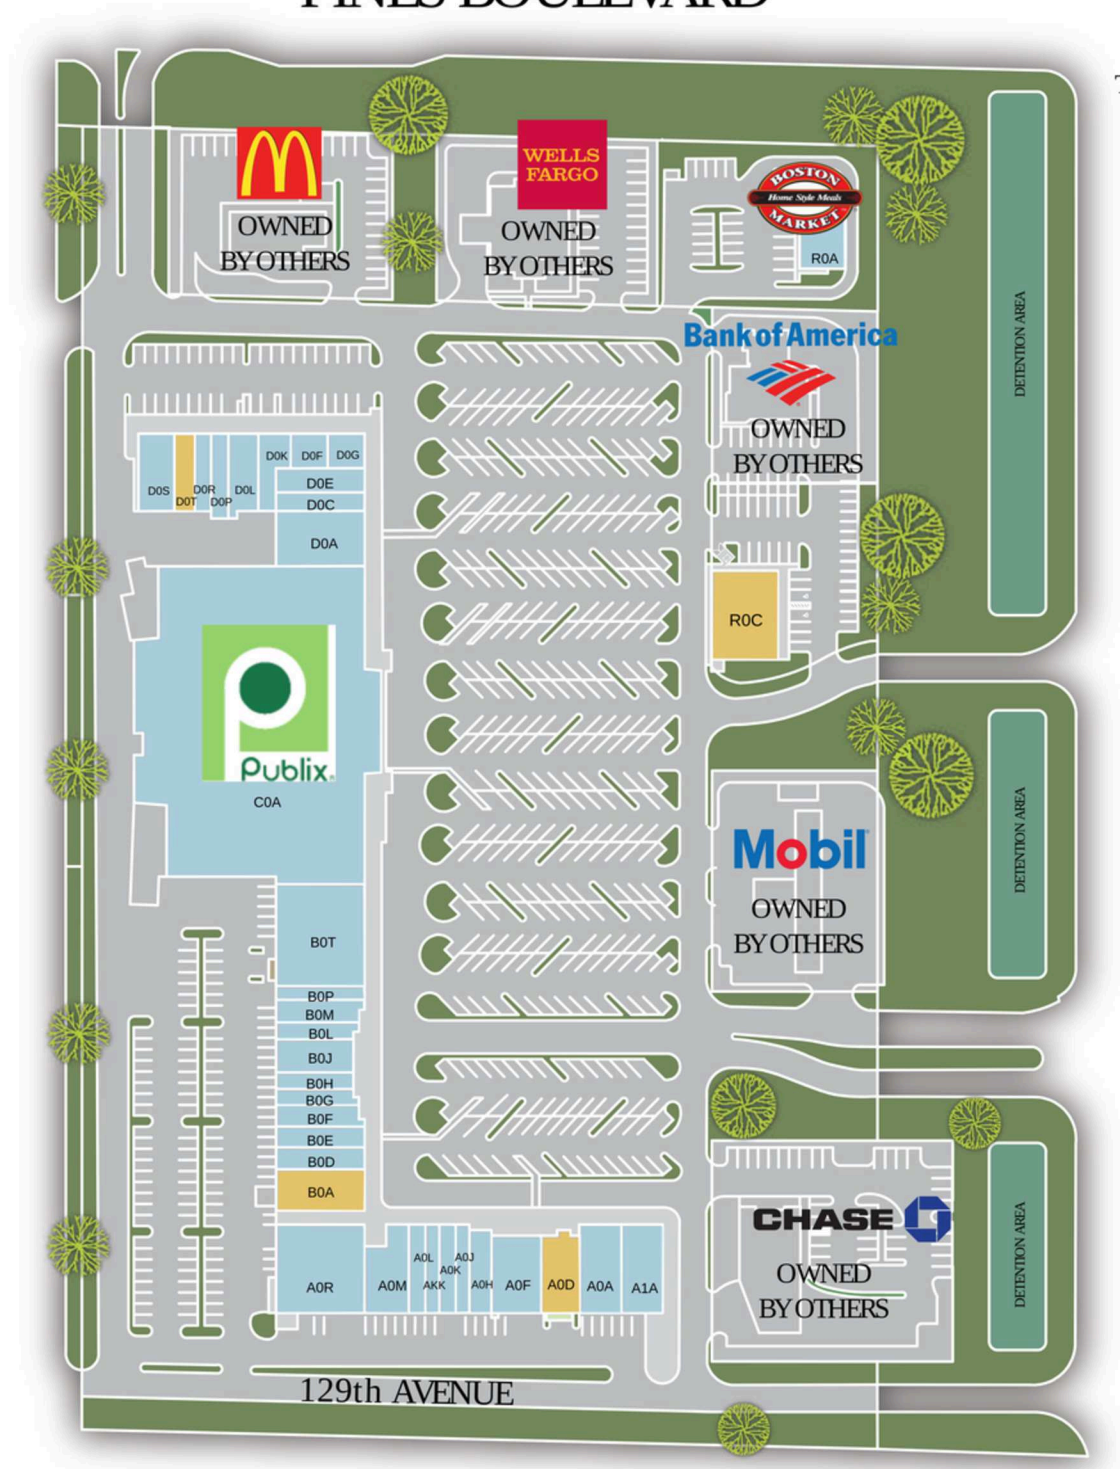 PINES BOULEVARD
WELLS
FARGO
BOSTON
Home Style Meals
MARKET
OWNED
BY OTHERS
OWNED
BY OTHERS
R0A
Bank of America
OWNED
BY OTHERS
DETENTION AREA
D0S
D0T
D0R
D0P
D0L
D0K
D0F
D0G
D0E
D0C
D0A
R0C
Publix
C0A
Mobil
OWNED
BY OTHERS
DETENTION AREA
B0T
B0P
B0M
B0L
B0J
B0H
B0G
B0F
B0E
B0D
B0A
CHASE
OWNED
BY OTHERS
DETENTION AREA
A0R
A0M
A0L
AKK
A0K
A0J
A0H
A0F
A0D
A0A
A1A
129th AVENUE